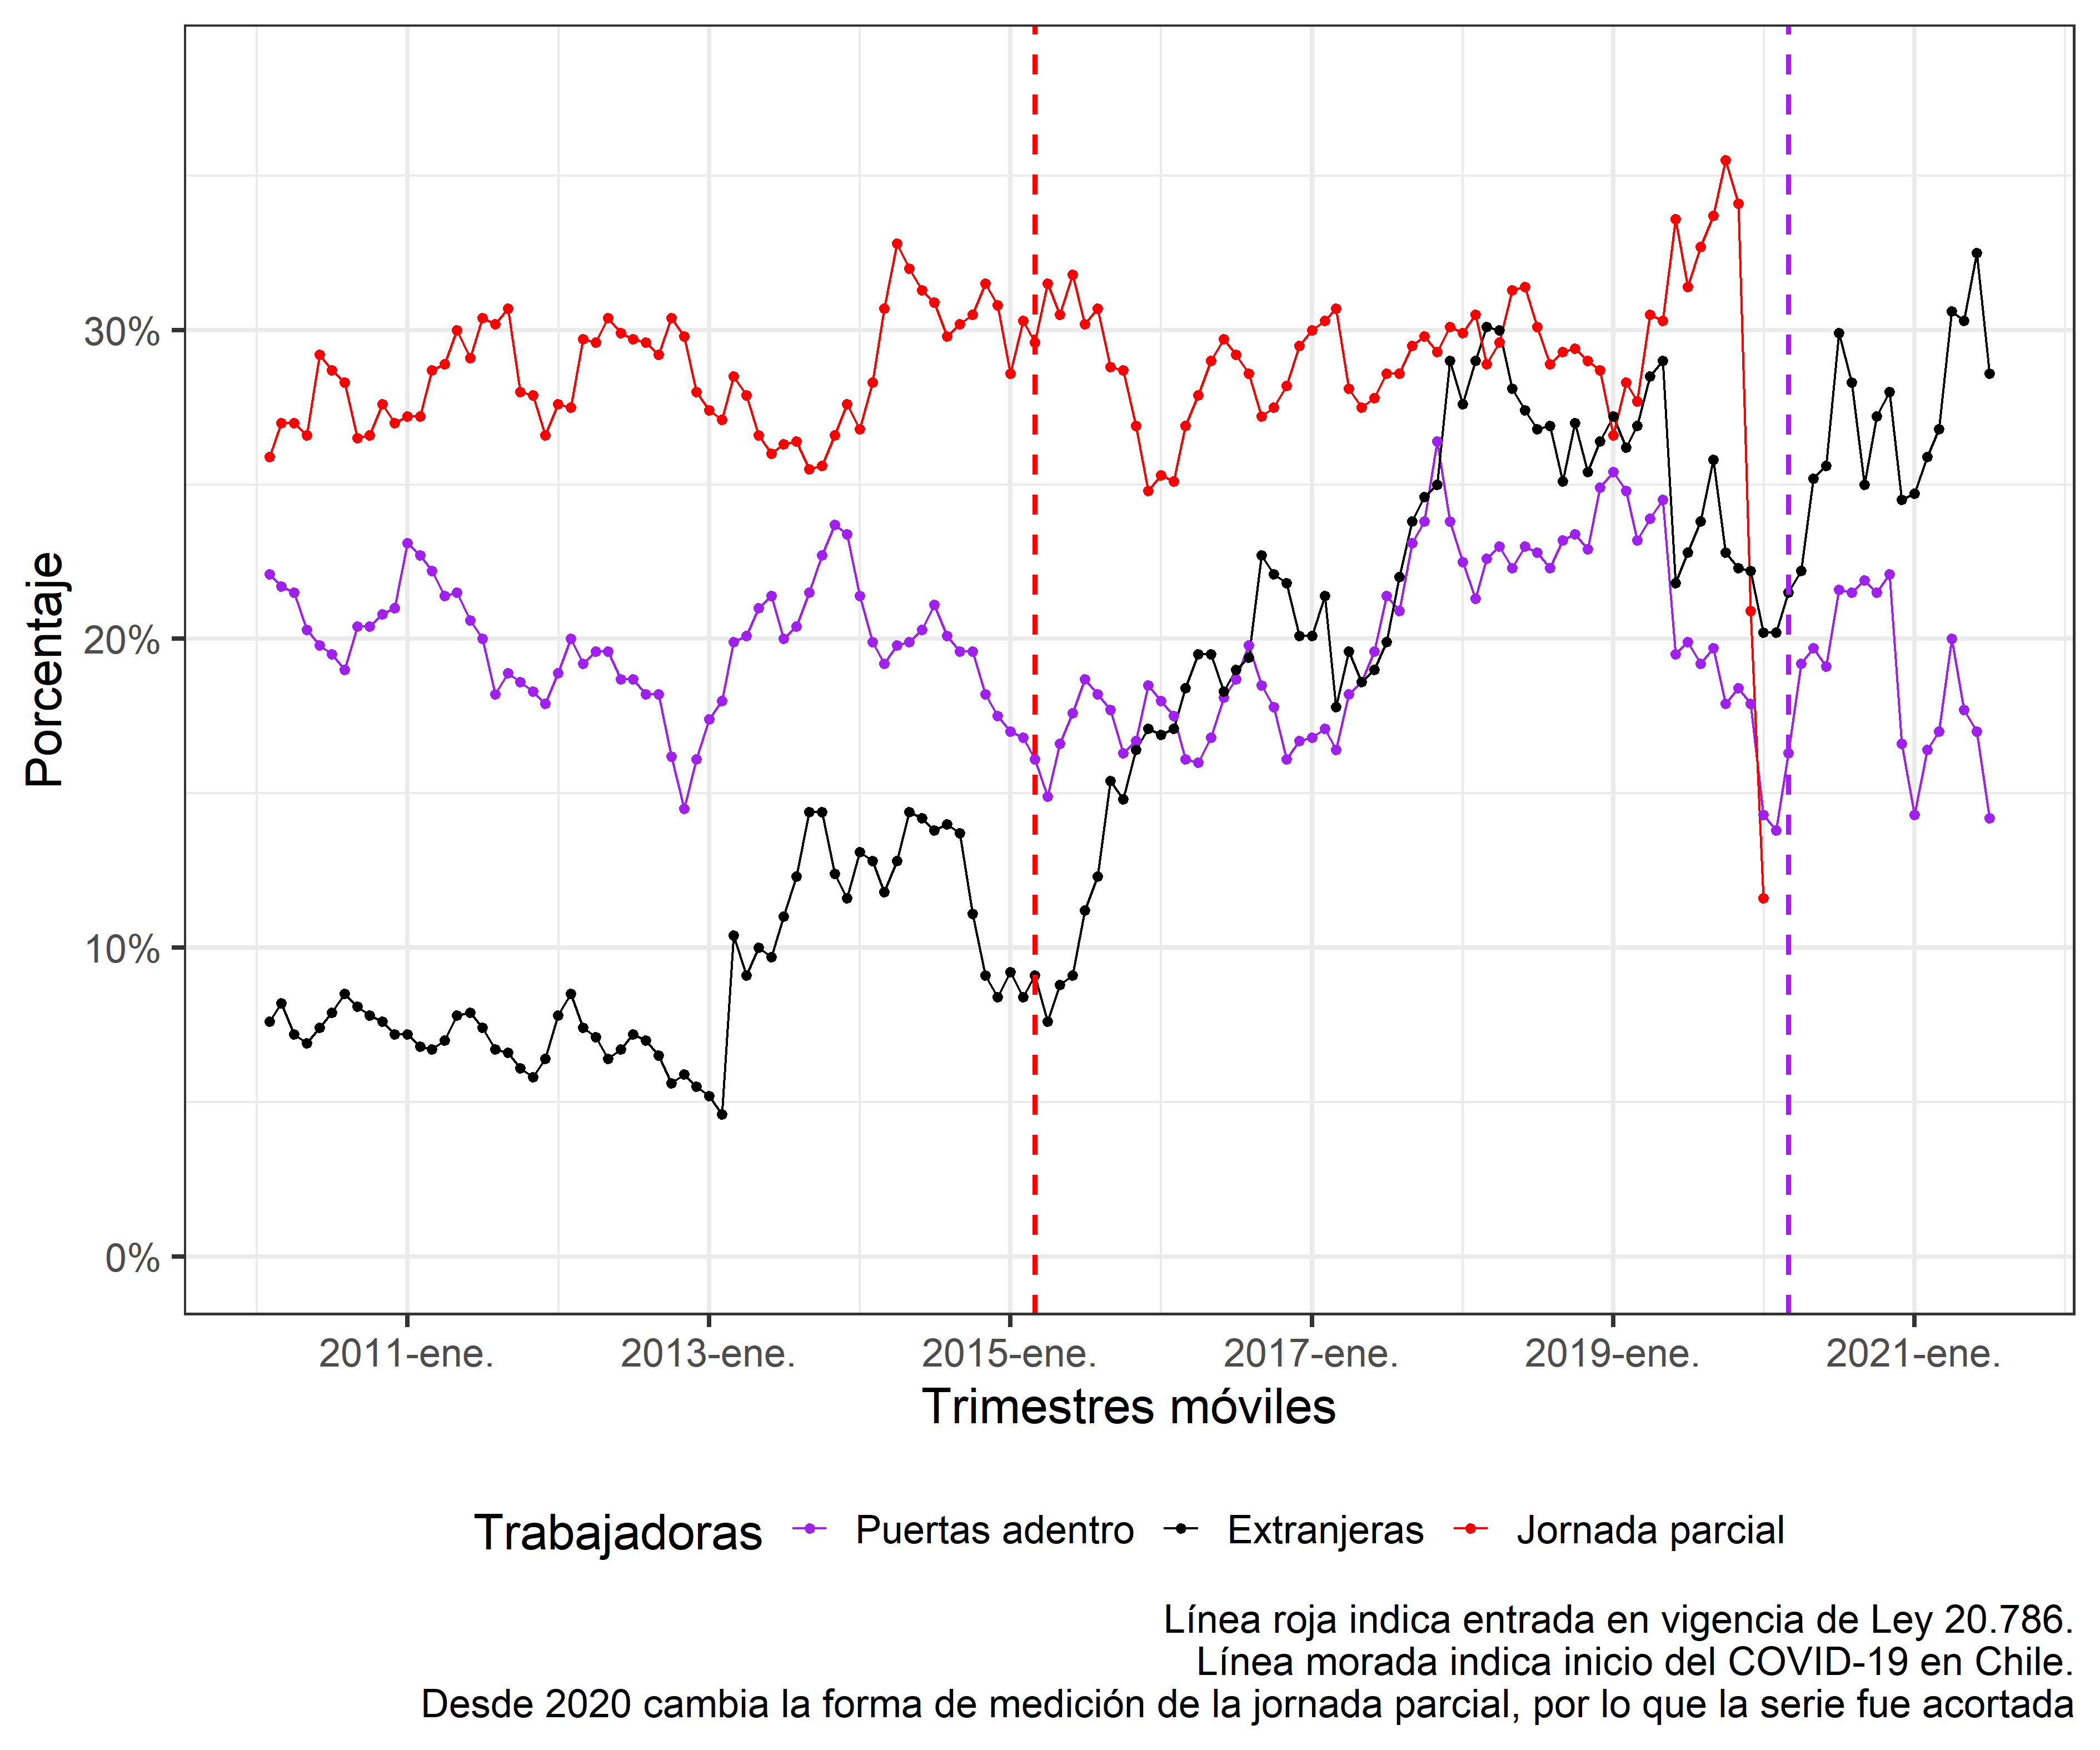 Porcentaje
30%
20%
10%
0%
2011-ene.
2013-ene.
2015-ene.
2017-ene.
2019-ene.
2021-ene.
Trimestres móviles
Trabajadoras
Puertas adentro
Extranjeras
Jornada parcial
Línea roja indica entrada en vigencia de Ley 20.786.
Línea morada indica inicio del COVID-19 en Chile.
Desde 2020 cambia la forma de medición de la jornada parcial, por lo que la serie fue acortada